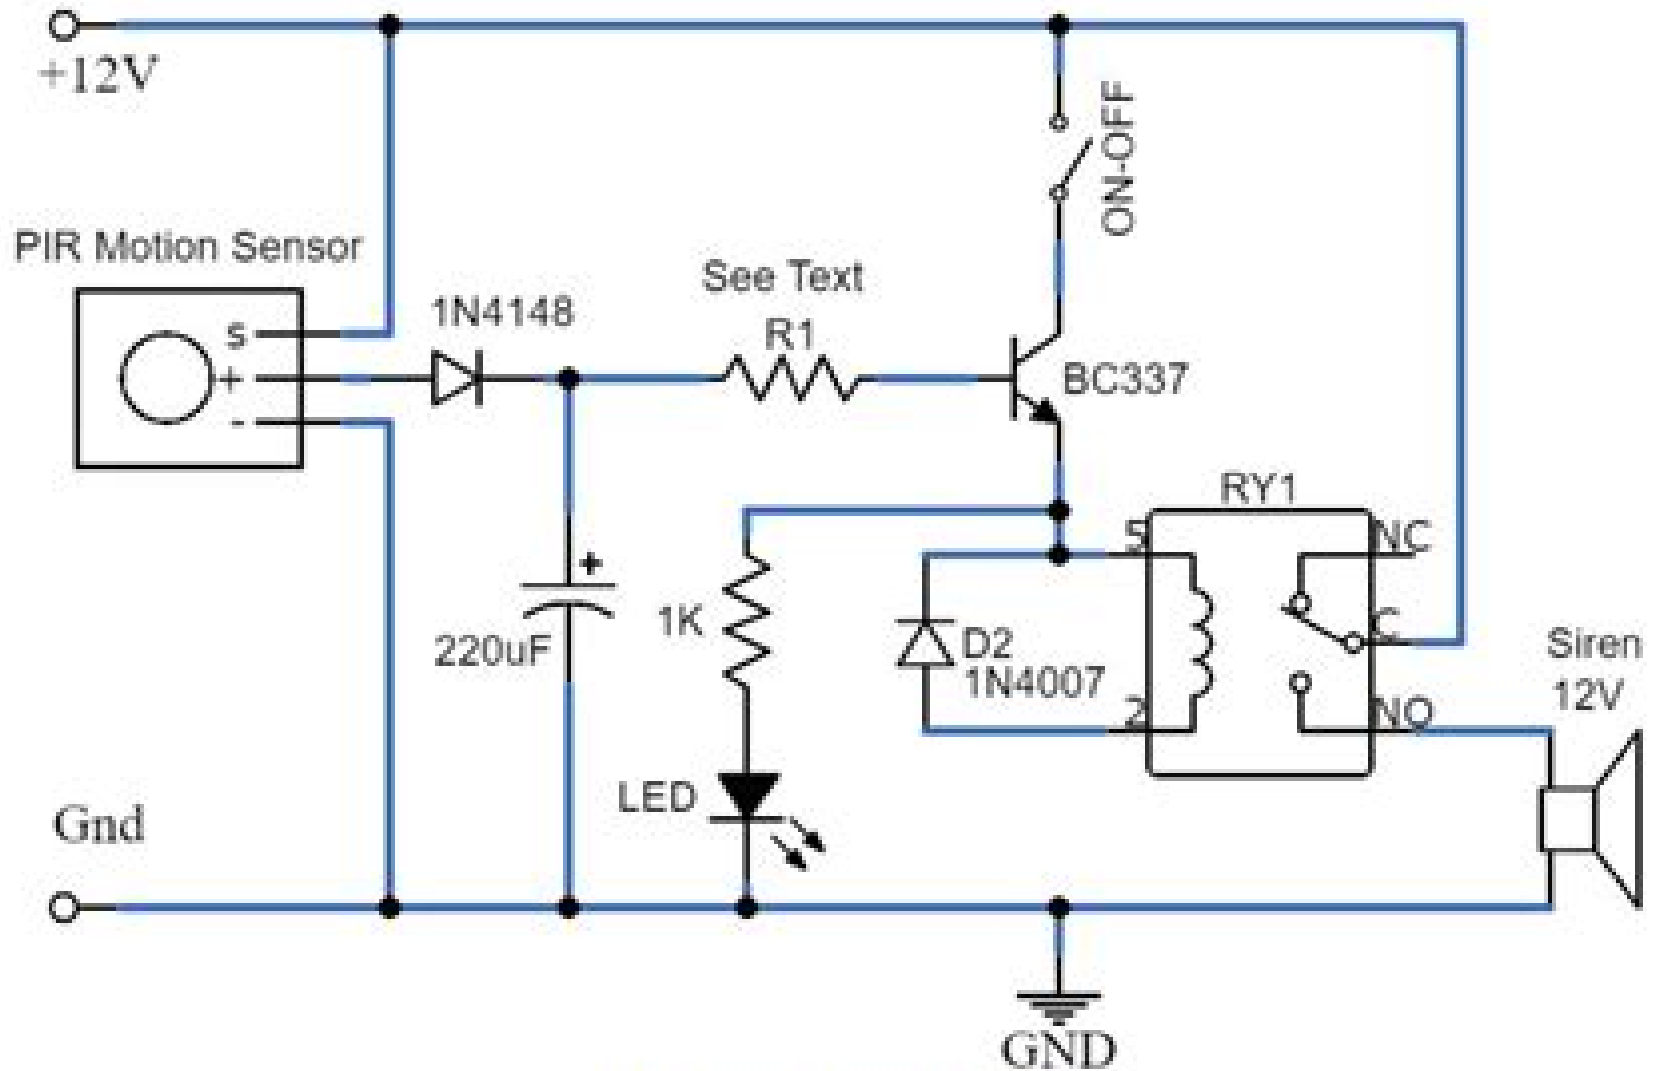 +12V
ON-OFF
PIR Motion Sensor
S
+
-
1N4148
See Text
R1
BC337
RY1
5
NC
+
220uF
1K
D2
1N4007
C
2
NO
Siren
12V
LED
Gnd
GND